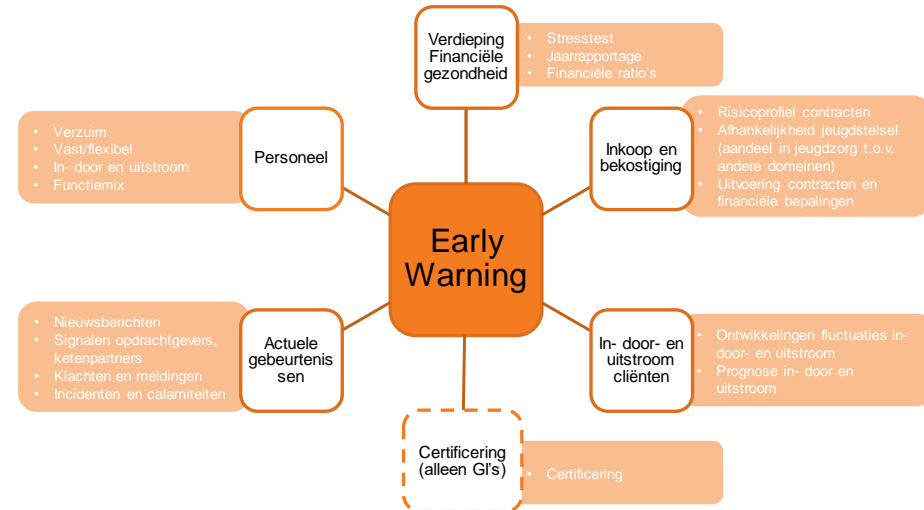 Verdieping
Financiële
gezondheid
• Stresstest
• Jaarrapportage
• Financiële ratio's
• Verzuim
• Vast/flexibel
• In- door en uitstroom
• Functiemix
Personeel
Inkoop en
bekostiging
• Risicoprofiel contracten
• Afhankelijkheid jeugdstelsel
(aandeel in jeugdzorg t.o.v.
andere domeinen)
• Uitvoering contracten en
financiële bepalingen
Early
Warning
• Nieuwsberichten
• Signalen opdrachtgevers,
ketenpartners
• Klachten en meldingen
• Incidenten en calamiteiten
Actuele
gebeurtenis
sen
In- door- en
uitstroom
cliënten
• Ontwikkelingen fluctuaties in-
door- en uitstroom
• Prognose in- door en
uitstroom
Certificering
(alleen GI's)
• Certificering